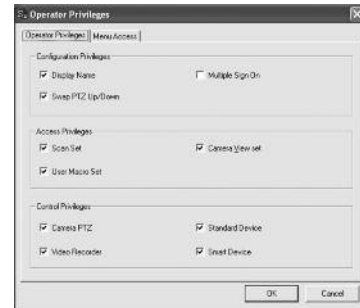 Operator Privileges
Operator Privileges Menu Access
Configuration Privileges
Display Name Multiple Sign On
Swap PTZ Up/Down
Access Privileges
Scan Set Camera View set
User Macro Set
Control Privileges
Camera PTZ Standard Device
Video Recorder Smart Device
OK Cancel